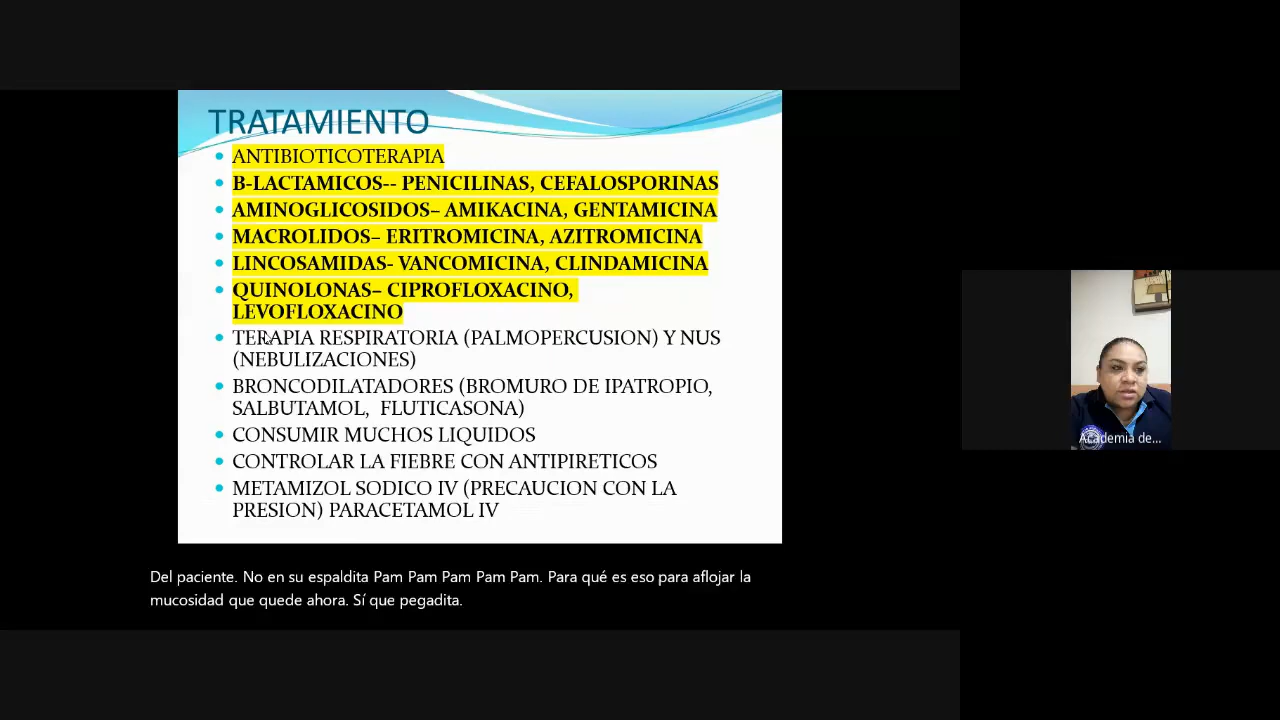 TRATAMIENTO
ANTIBIOTICOTERAPIA
B-LACTAMICOS-- PENICILINAS, CEFALOSPORINAS
AMINOGLICOSIDOS– AMIKACINA, GENTAMICINA
MACROLIDOS– ERITROMICINA, AZITROMICINA
LINCOSAMIDAS- VANCOMICINA, CLINDAMICINA
QUINOLONAS– CIPROFLOXACINO,
LEVOFLOXACINO
TERAPIA RESPIRATORIA (PALMOPERCUSION) Y NUS
(NEBULIZACIONES)
BRONCODILATADORES (BROMURO DE IPATROPIO,
SALBUTAMOL, FLUTICASONA)
CONSUMIR MUCHOS LIQUIDOS
CONTROLAR LA FIEBRE CON ANTIPIRETICOS
METAMIZOL SODICO IV (PRECAUCION CON LA
PRESION) PARACETAMOL IV
Academia de...
Del paciente. No en su espaldita Pam Pam Pam Pam Pam. Para qué es eso para aflojar la
mucosidad que quede ahora. Sí que pegadita.